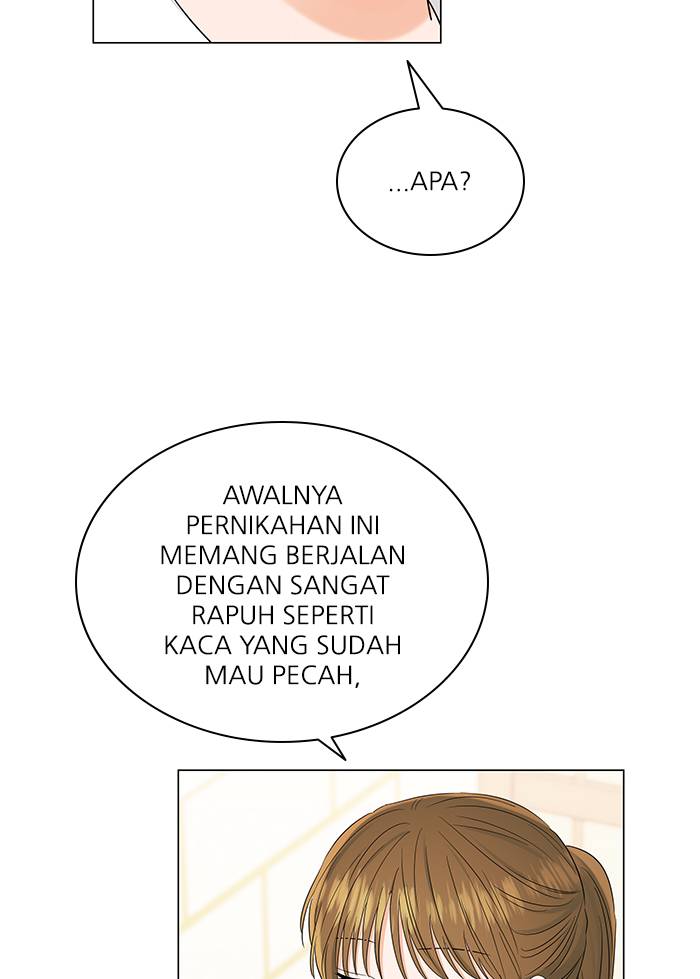 ...APA?
AWALNYA
PERNIKAHAN INI
MEMANG BERJALAN
DENGAN SANGAT
RAPUH SEPERTI
KACA YANG SUDAH
MAU PECAH,